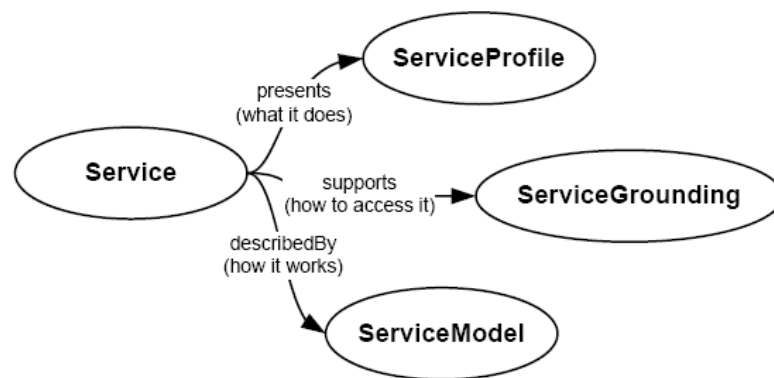 ServiceProfile
presents
(what it does)
Service
supports
(how to access it)
ServiceGrounding
describedBy
(how it works)
ServiceModel